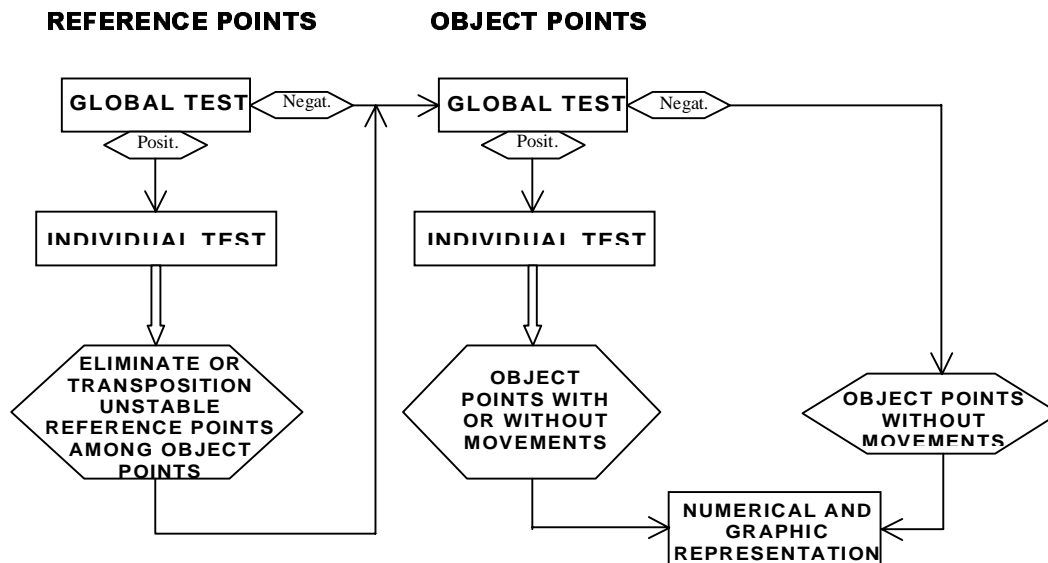 REFERENCE POINTS
OBJECT POINTS
GLOBAL TEST
Negat.
GLOBAL TEST
Negat.
Posit.
Posit.
INDIVIDUAL TEST
INDIVIDUAL TEST
ELIMINATE OR
TRANSPOSITION
UNSTABLE
REFERENCE POINTS
AMONG OBJECT
POINTS
OBJECT
POINTS WITH
OR WITHOUT
MOVEMENTS
OBJECT POINTS
WITHOUT
MOVEMENTS
NUMERICAL AND
GRAPHIC
REPRESENTATION